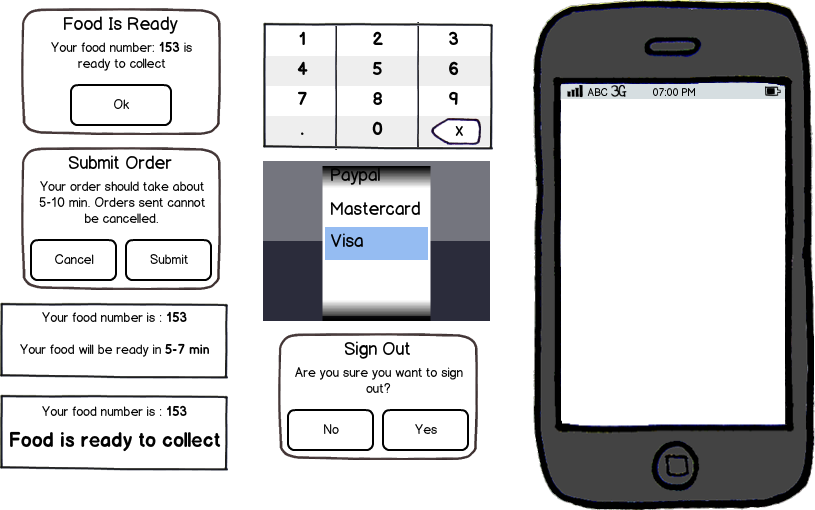 Food Is Ready
Your food number: 153 is
ready to collect
Ok
Submit Order
Your order should take about
5-10 min. Orders sent cannot
be cancelled.
Cancel Submit
Your food number is : 153
Your food will be ready in 5-7 min
Your food number is : 153
Food is ready to collect
1 2 3
4 5 6
7 8 9
. 0 X
Paypal
Mastercard
Visa
Sign Out
Are you sure you want to sign
out?
No Yes
ABC 3G 07:00 PM